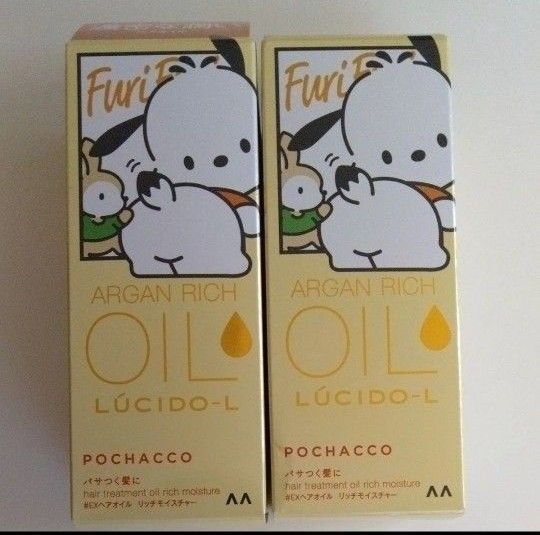 Furi
ARGAN RICH
OIL
LÚCIDO-L
POCHACCO
パサつく髪に
hair treatment oil rich moisture
#EXヘアオイル リッチモイスチャー
Furi
ARGAN RICH
OIL
LÚCIDO-L
POCHACCO
パサつく髪に
hair treatment oil rich moisture
#EXヘアオイル リッチモイスチャー